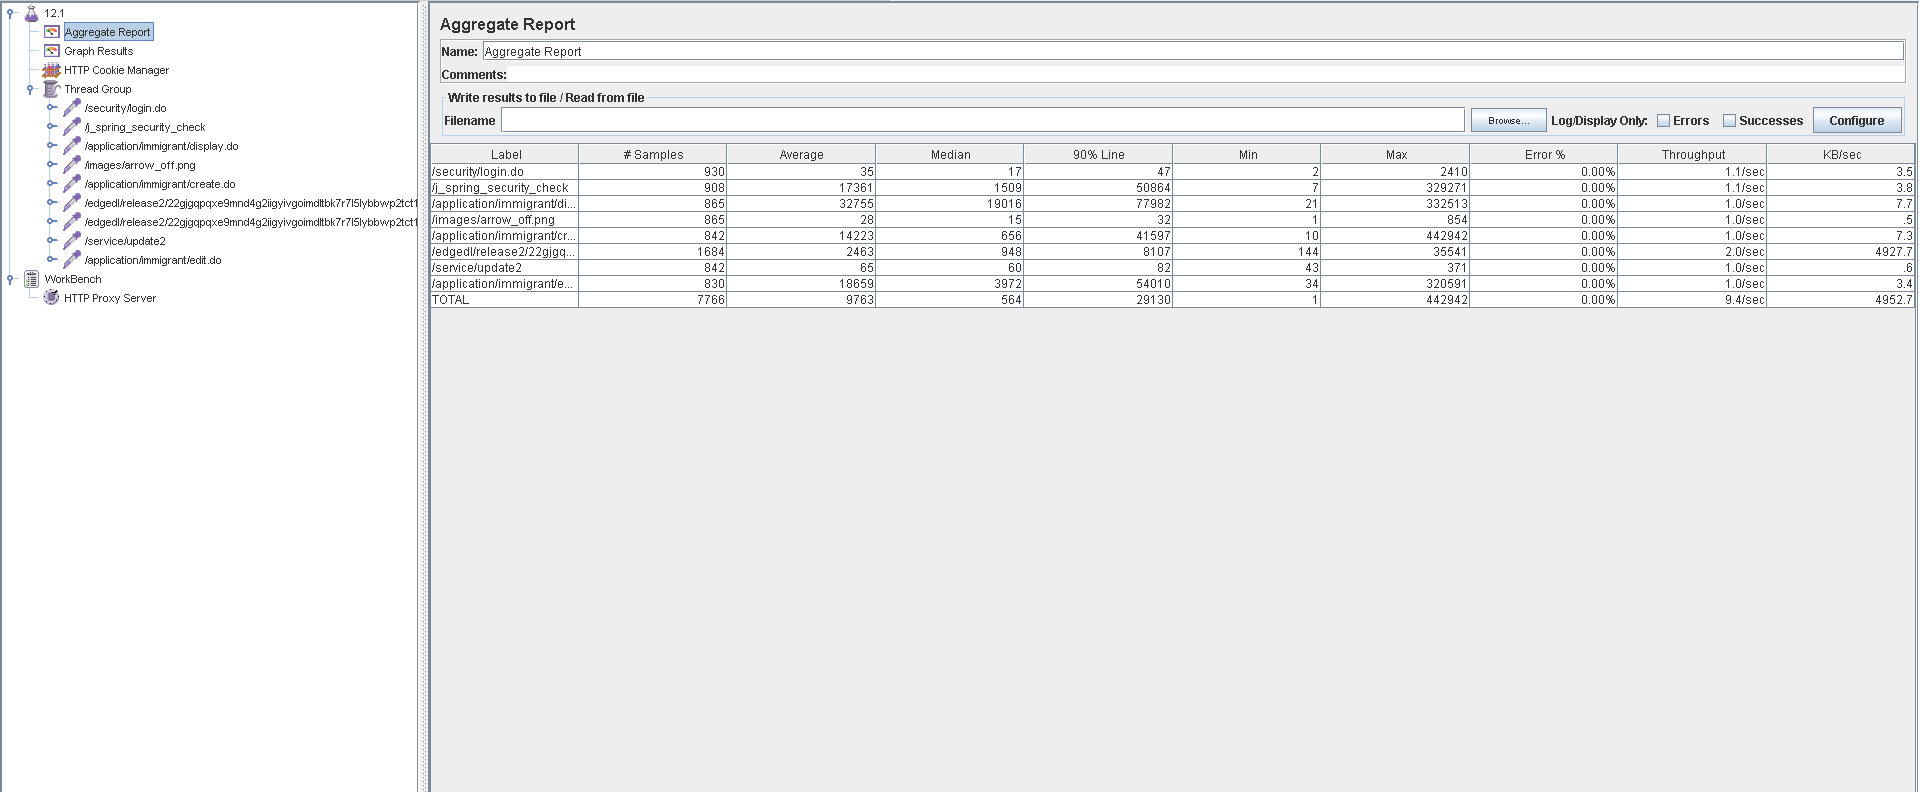 12.1
Aggregate Report
Graph Results
HTTP Cookie Manager
Thread Group
/security/login.do
/j_spring_security_check
/application/immigrant/display.do
/images/arrow_off.png
/application/immigrant/create.do
/edgedl/release2/22gjgqpqxe9mnd4g2iigyivgoimdltbk7r7l5lybbwp2tct1
/edgedl/release2/22gjgqpqxe9mnd4g2iigyivgoimdltbk7r7l5lybbwp2tct1
/service/update2
/application/immigrant/edit.do
WorkBench
HTTP Proxy Server
Aggregate Report
Name: Aggregate Report
Comments:
Write results to file / Read from file
Filename Browse... Log/Display Only: Errors Successes Configure
Label # Samples Average Median 90% Line Min Max Error % Throughput KB/sec
/security/login.do 930 35 17 47 2 2410 0.00% 1.1/sec 3.5
/j_spring_security_check 908 17361 1509 50864 7 329271 0.00% 1.1/sec 3.8
/application/immigrant/di... 865 32755 19016 77982 21 332513 0.00% 1.0/sec 7.7
/images/arrow_off.png 865 28 15 32 1 854 0.00% 1.0/sec .5
/application/immigrant/cr... 842 14223 656 41597 10 442942 0.00% 1.0/sec 7.3
/edgedl/release2/22gjgq... 1684 2463 948 8107 144 35541 0.00% 2.0/sec 4927.7
/service/update2 842 65 60 82 43 371 0.00% 1.0/sec .6
/application/immigrant/e... 830 18659 3972 54010 34 320591 0.00% 1.0/sec 3.4
TOTAL 7766 9763 564 29130 1 442942 0.00% 9.4/sec 4952.7